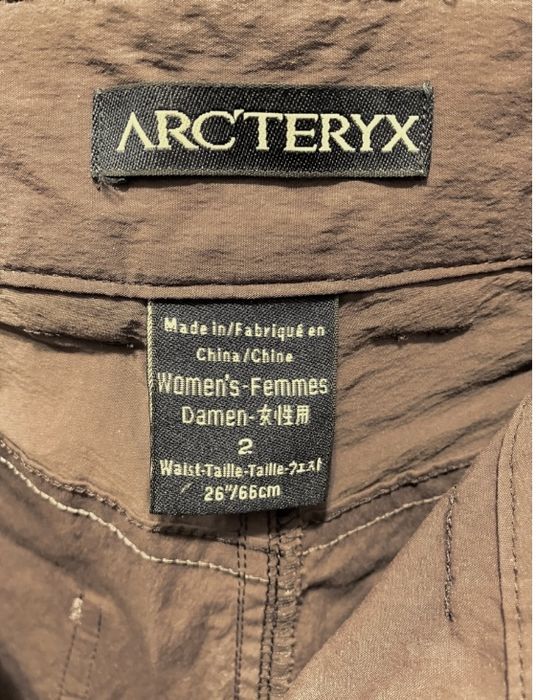 ARC'TERYX
Made in/Fabriqué en
China/Chine
Women's-Femmes
Damen-女性用
2
Waist-Taille-Taille-ウェスト
26"/66cm